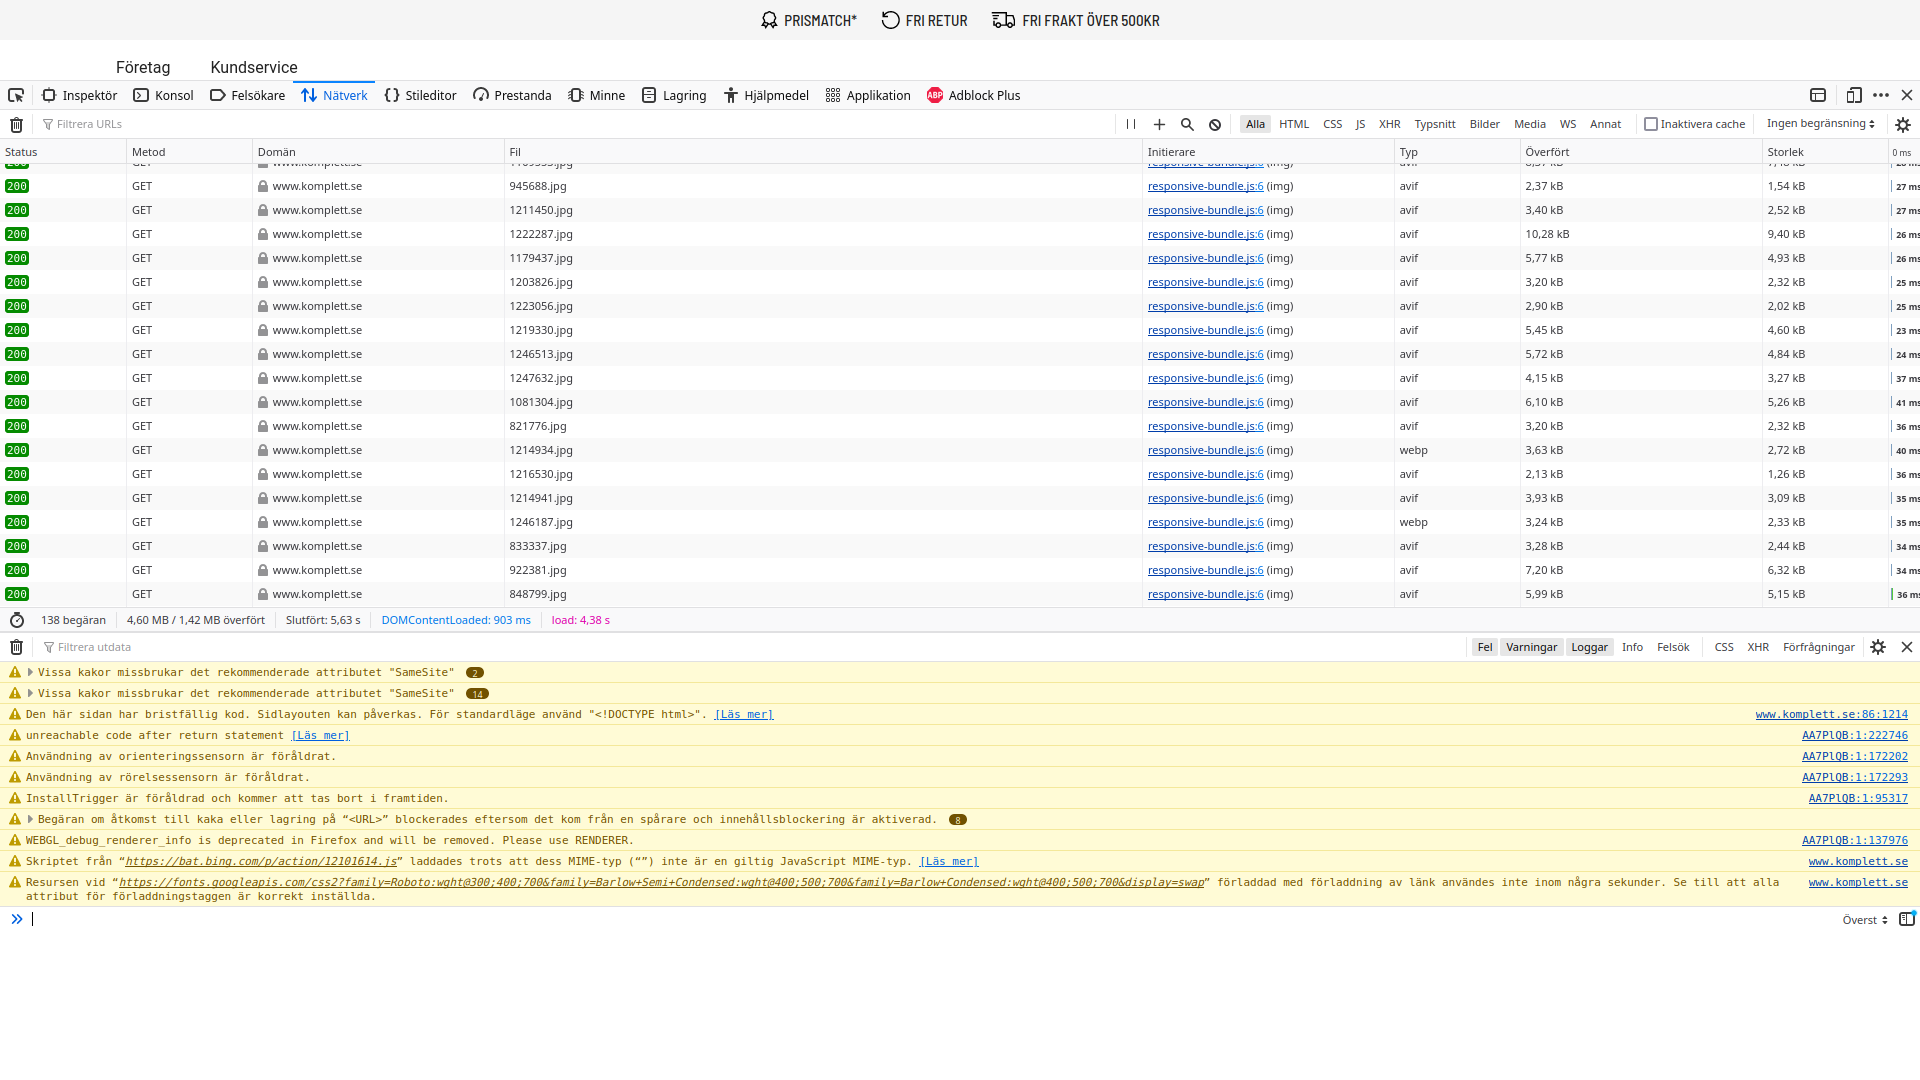 PRISMATCH* FRI RETUR FRI FRAKT ÖVER 500KR
Företag Kundservice
Inspektör Konsol Felsökare Nätverk Stileditor Prestanda Minne Lagring Hjälpmedel Applikation ABP Adblock Plus
Filtrera URLs Alla HTML CSS JS XHR Typsnitt Bilder Media WS Annat Inaktivera cache Ingen begränsning
Status Metod Domän Fil Initierare Typ Överfört Storlek 0 ms
200 GET www.komplett.se 945688.jpg responsive-bundle.js:6 (img) avif 2,37 kB 1,54 kB 27 ms
200 GET www.komplett.se 1211450.jpg responsive-bundle.js:6 (img) avif 3,40 kB 2,52 kB 27 ms
200 GET www.komplett.se 1222287.jpg responsive-bundle.js:6 (img) avif 10,28 kB 9,40 kB 26 ms
200 GET www.komplett.se 1179437.jpg responsive-bundle.js:6 (img) avif 5,77 kB 4,93 kB 26 ms
200 GET www.komplett.se 1203826.jpg responsive-bundle.js:6 (img) avif 3,20 kB 2,32 kB 25 ms
200 GET www.komplett.se 1223056.jpg responsive-bundle.js:6 (img) avif 2,90 kB 2,02 kB 25 ms
200 GET www.komplett.se 1219330.jpg responsive-bundle.js:6 (img) avif 5,45 kB 4,60 kB 23 ms
200 GET www.komplett.se 1246513.jpg responsive-bundle.js:6 (img) avif 5,72 kB 4,84 kB 24 ms
200 GET www.komplett.se 1247632.jpg responsive-bundle.js:6 (img) avif 4,15 kB 3,27 kB 37 ms
200 GET www.komplett.se 1081304.jpg responsive-bundle.js:6 (img) avif 6,10 kB 5,26 kB 41 ms
200 GET www.komplett.se 821776.jpg responsive-bundle.js:6 (img) avif 3,20 kB 2,32 kB 36 ms
200 GET www.komplett.se 1214934.jpg responsive-bundle.js:6 (img) webp 3,63 kB 2,72 kB 40 ms
200 GET www.komplett.se 1216530.jpg responsive-bundle.js:6 (img) avif 2,13 kB 1,26 kB 36 ms
200 GET www.komplett.se 1214941.jpg responsive-bundle.js:6 (img) avif 3,93 kB 3,09 kB 35 ms
200 GET www.komplett.se 1246187.jpg responsive-bundle.js:6 (img) webp 3,24 kB 2,33 kB 35 ms
200 GET www.komplett.se 833337.jpg responsive-bundle.js:6 (img) avif 3,28 kB 2,44 kB 34 ms
200 GET www.komplett.se 922381.jpg responsive-bundle.js:6 (img) avif 7,20 kB 6,32 kB 34 ms
200 GET www.komplett.se 848799.jpg responsive-bundle.js:6 (img) avif 5,99 kB 5,15 kB 36 ms
138 begäran 4,60 MB / 1,42 MB överfört Slutfört: 5,63 s DOMContentLoaded: 903 ms load: 4,38 s
Filtrera utdata Fel Varningar Loggar Info Felsök CSS XHR Förfrågningar
Vissa kakor missbrukar det rekommenderade attributet "SameSite" 2
Vissa kakor missbrukar det rekommenderade attributet "SameSite" 14
Den här sidan har bristfällig kod. Sidlayouten kan påverkas. För standardläge använd "<!DOCTYPE html>". [Läs mer] www.komplett.se:86:1214
unreachable code after return statement [Läs mer] AA7PlQB:1:222746
Användning av orienteringssensorn är föråldrat. AA7PlQB:1:172202
Användning av rörelsessensorn är föråldrat. AA7PlQB:1:172293
InstallTrigger är föråldrad och kommer att tas bort i framtiden. AA7PlQB:1:95317
Begäran om åtkomst till kaka eller lagring på “<URL>” blockerades eftersom det kom från en spårare och innehållsblockering är aktiverad. 8
WEBGL_debug_renderer_info is deprecated in Firefox and will be removed. Please use RENDERER. AA7PlQB:1:137976
Skriptet från “https://bat.bing.com/p/action/12101614.js” laddades trots att dess MIME-typ (“”) inte är en giltig JavaScript MIME-typ. [Läs mer] www.komplett.se
Resursen vid “https://fonts.googleapis.com/css2?family=Roboto:wght@300;400;700&family=Barlow+Semi+Condensed:wght@400;500;700&family=Barlow+Condensed:wght@400;500;700&display=swap” förladdad med förladdning av länk användes inte inom några sekunder. Se till att alla www.komplett.se
attribut för förladdningstaggen är korrekt inställda.
Överst